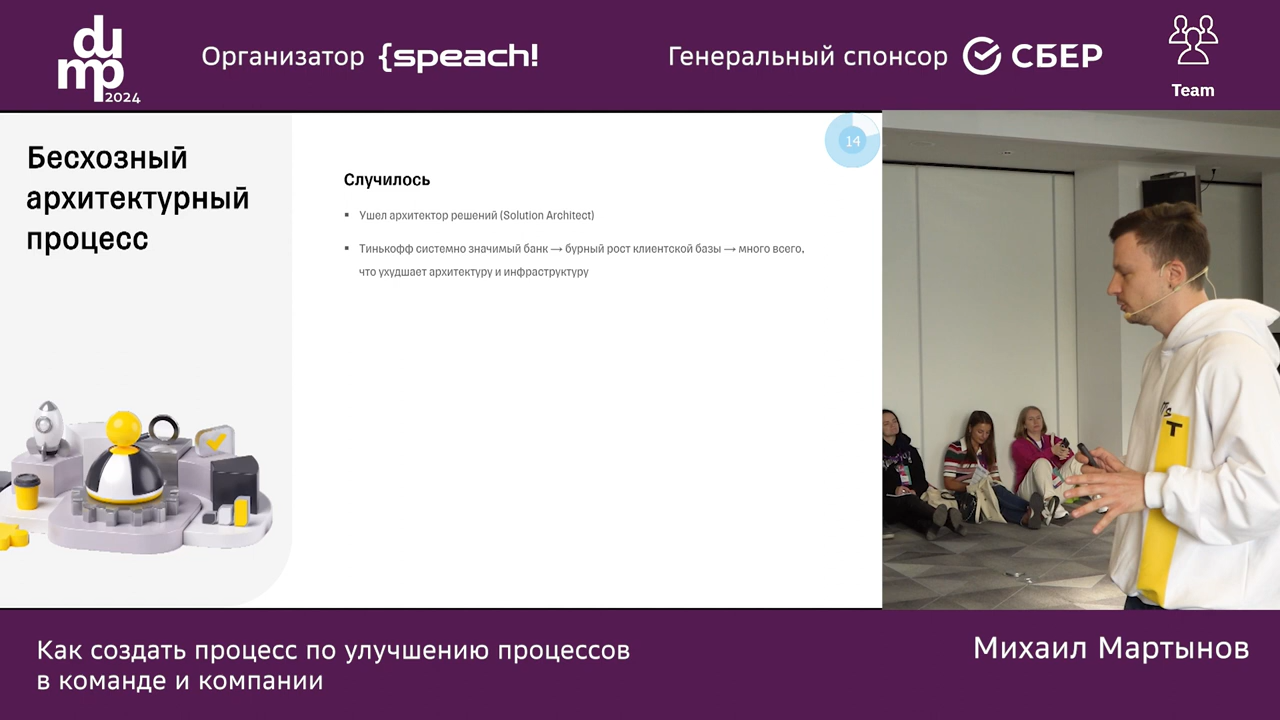 dump
2024
Организатор {speach!
Генеральный спонсор СБЕР
Team
Бесхозный
архитектурный
процесс
14
Случилось
▪ Ушел архитектор решений (Solution Architect)
▪ Тинькофф системно значимый банк → бурный рост клиентской базы → много всего,
что ухудшает архитектуру и инфраструктуру
Т
Как создать процесс по улучшению процессов
в команде и компании
Михаил Мартынов